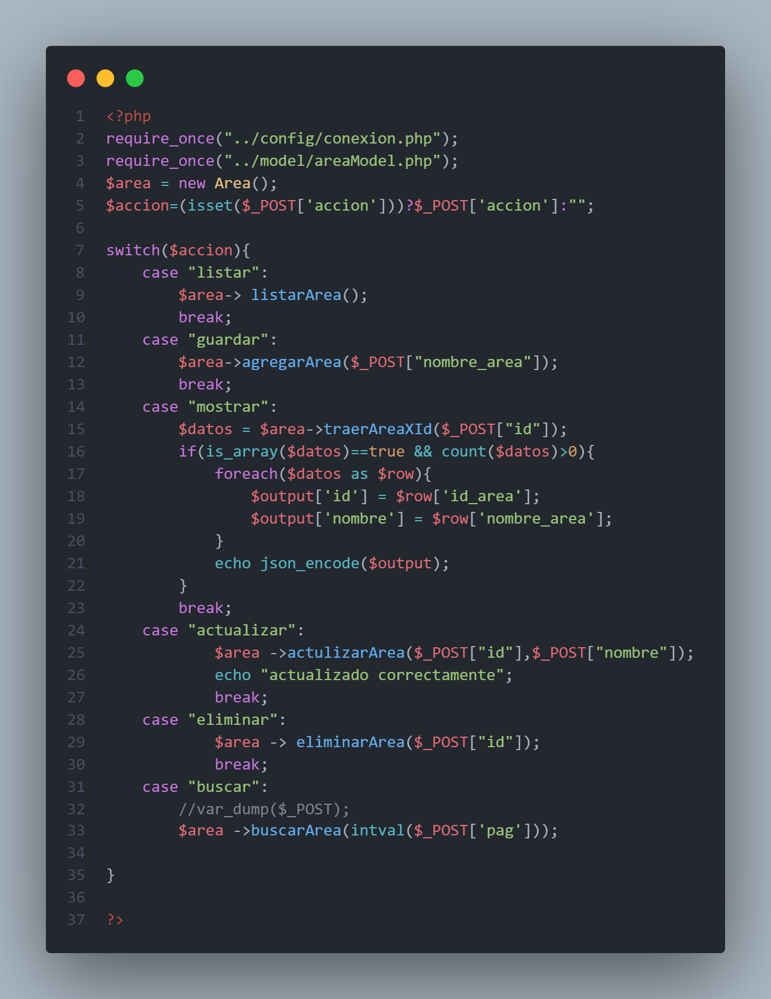 1 <?php
2 require_once("../config/conexion.php");
3 require_once("../model/areaModel.php");
4 $area = new Area();
5 $accion=(isset($_POST['accion']))?$_POST['accion']:"";
6
7 switch($accion){
8     case "listar":
9         $area-> listarArea();
10         break;
11     case "guardar":
12         $area->agregarArea($_POST["nombre_area"]);
13         break;
14     case "mostrar":
15         $datos = $area->traerAreaXId($_POST["id"]);
16         if(is_array($datos)==true && count($datos)>0){
17             foreach($datos as $row){
18                 $output['id'] = $row['id_area'];
19                 $output['nombre'] = $row['nombre_area'];
20             }
21             echo json_encode($output);
22         }
23         break;
24     case "actualizar":
25             $area ->actulizarArea($_POST["id"],$_POST["nombre"]);
26             echo "actualizado correctamente";
27             break;
28     case "eliminar":
29             $area -> eliminarArea($_POST["id"]);
30             break;
31     case "buscar":
32         //var_dump($_POST);
33         $area ->buscarArea(intval($_POST['pag']));
34
35 }
36
37 ?>